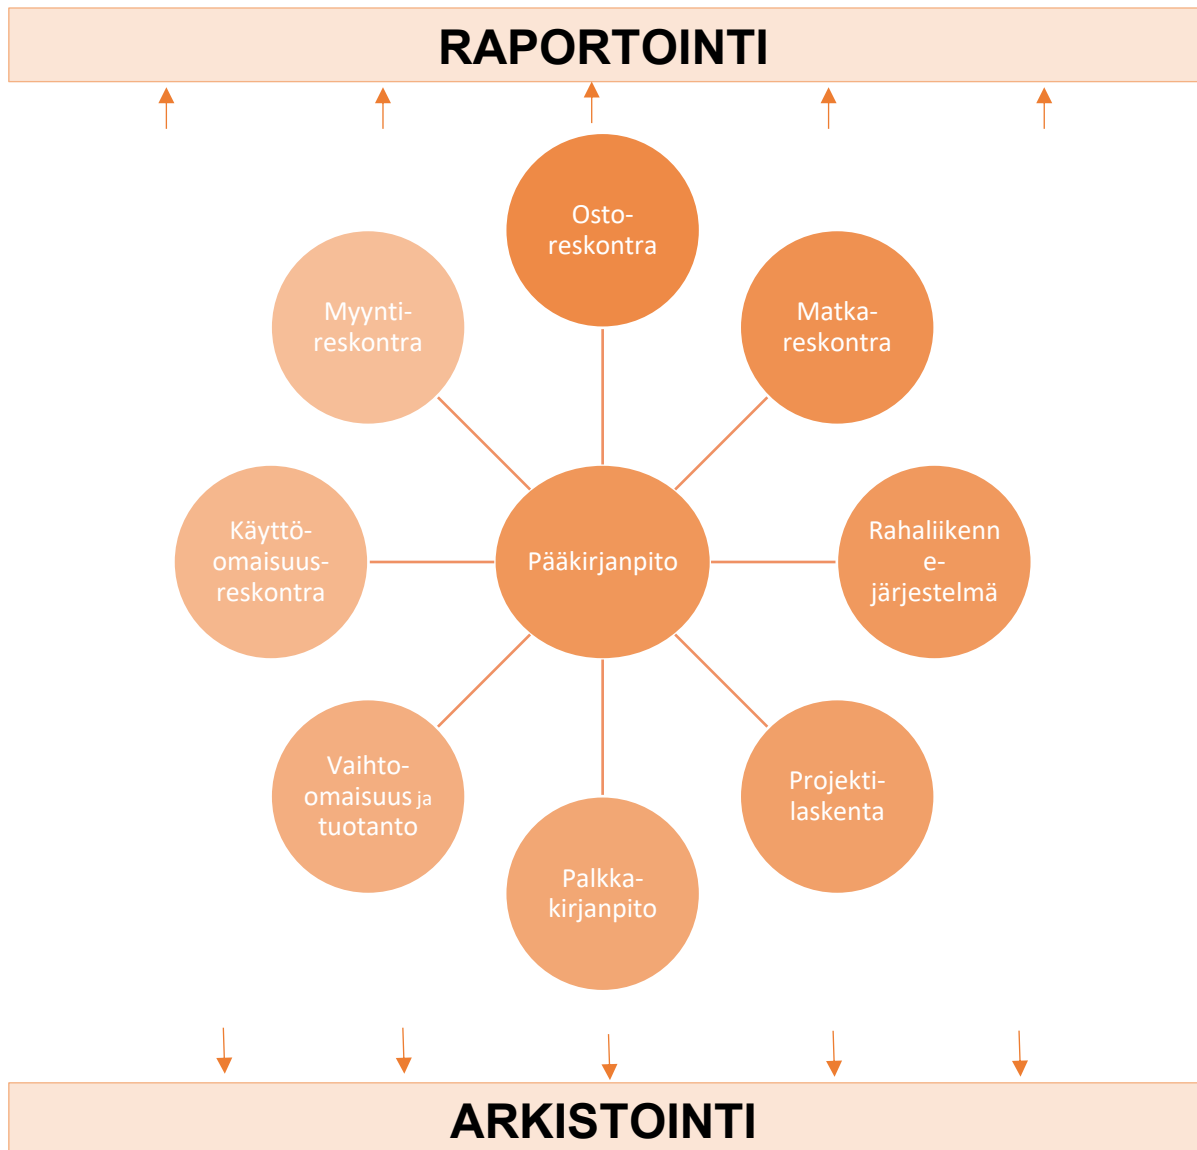 RAPORTOINTI
Osto-
reskontra
Myynti-
reskontra
Matka-
reskontra
Käyttö-
omaisuus-
reskontra
Pääkirjanpito
Rahaliikenn
e-
järjestelmä
Vaihto-
omaisuus ja
tuotanto
Projekti-
laskenta
Palkka-
kirjanpito
ARKISTOINTI